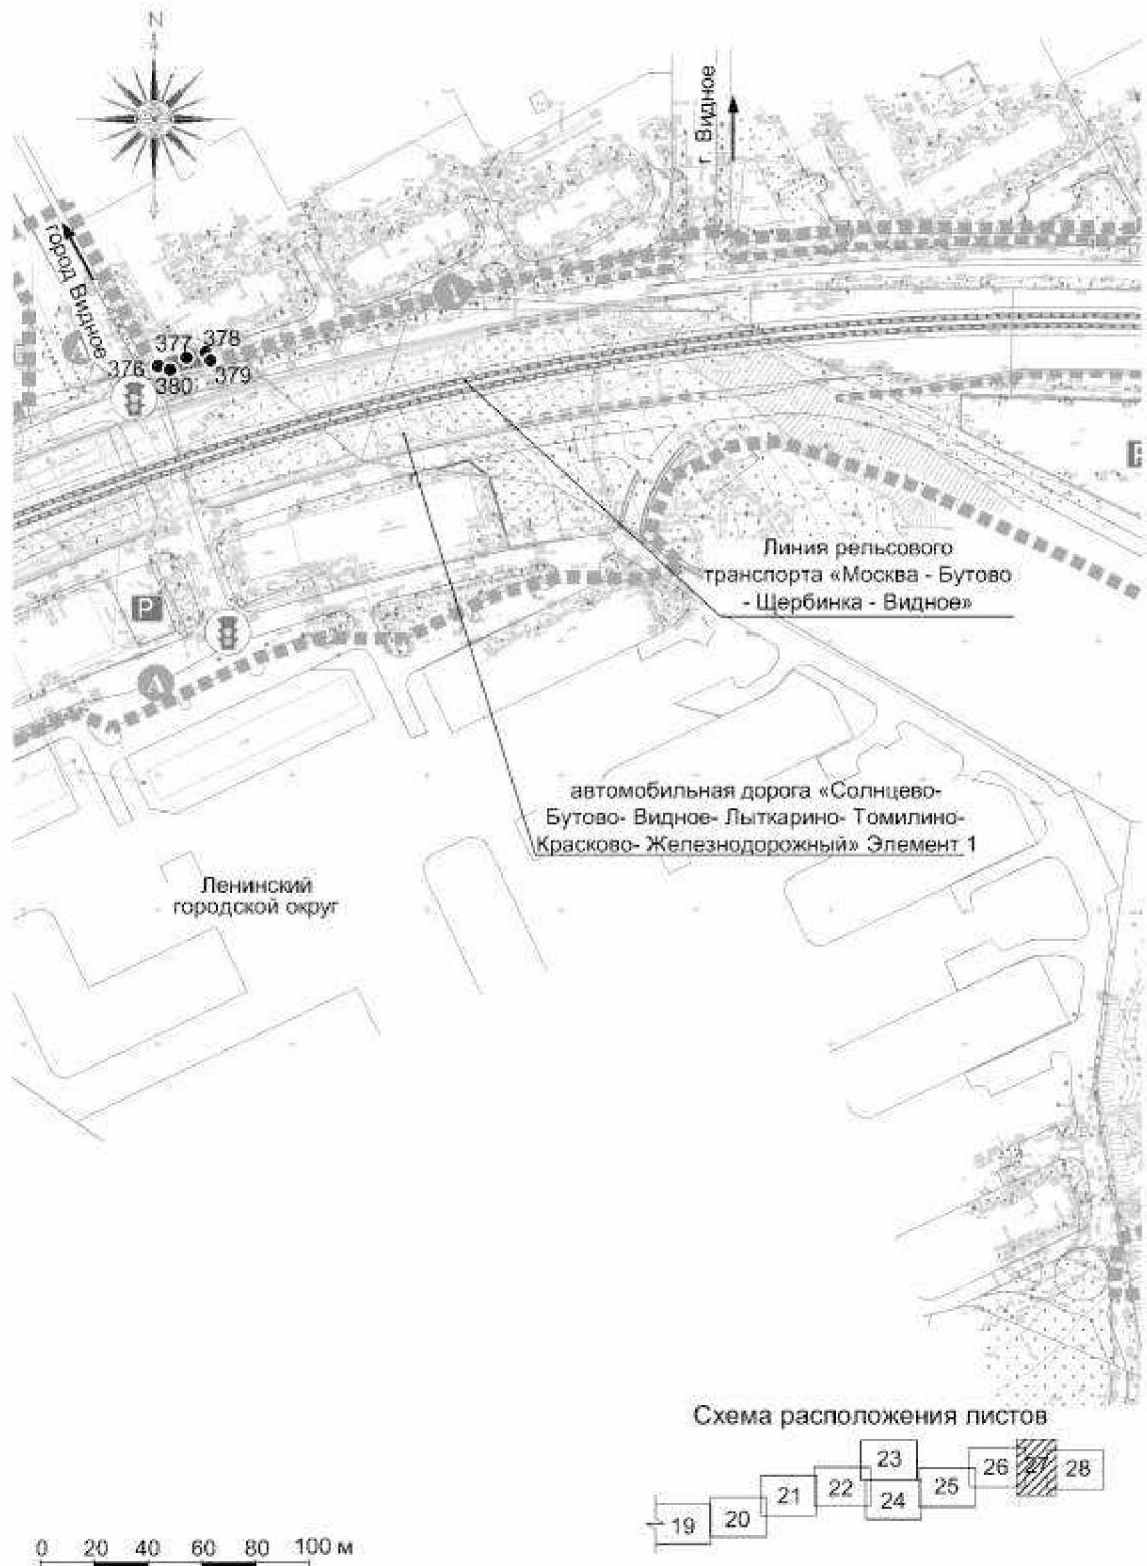 N
г. Видное
город Видное
376
377
378
379
380
P
Линия рельсового
транспорта «Москва - Бутово
- Щербинка - Видное»
автомобильная дорога «Солнцево-
Бутово- Видное- Лыткарино- Томилино-
Красково- Железнодорожный» Элемент 1
Ленинский
городской округ
Схема расположения листов
19
20
21
22
23
24
25
26
27
28
0 20 40 60 80 100 м